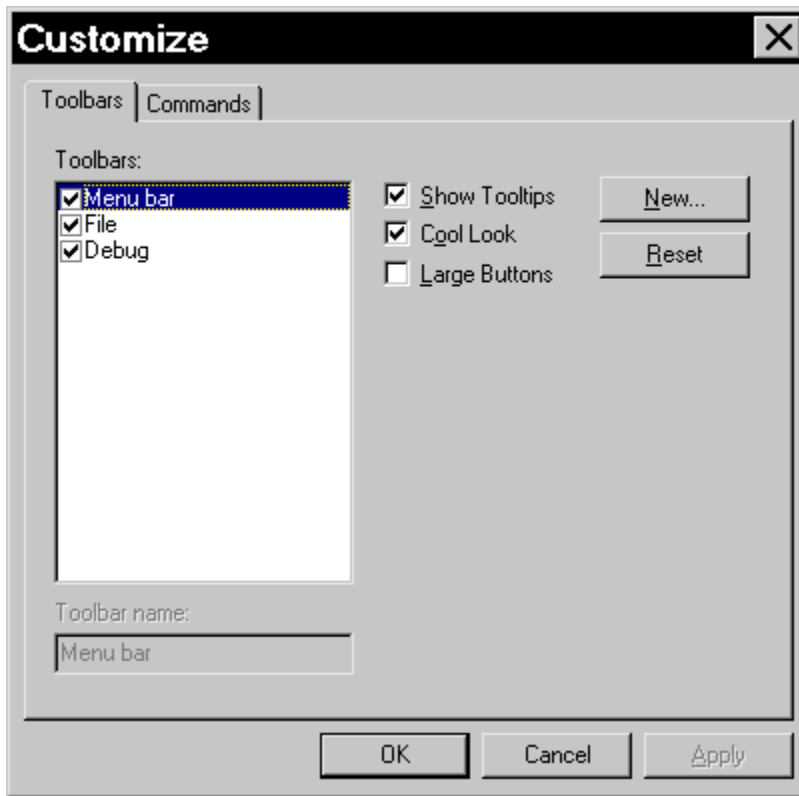 Customize
Toolbars Commands
Toolbars:
Menu bar
File
Debug
Show Tooltips
Cool Look
Large Buttons
New...
Reset
Toolbar name:
Menu bar
OK Cancel Apply